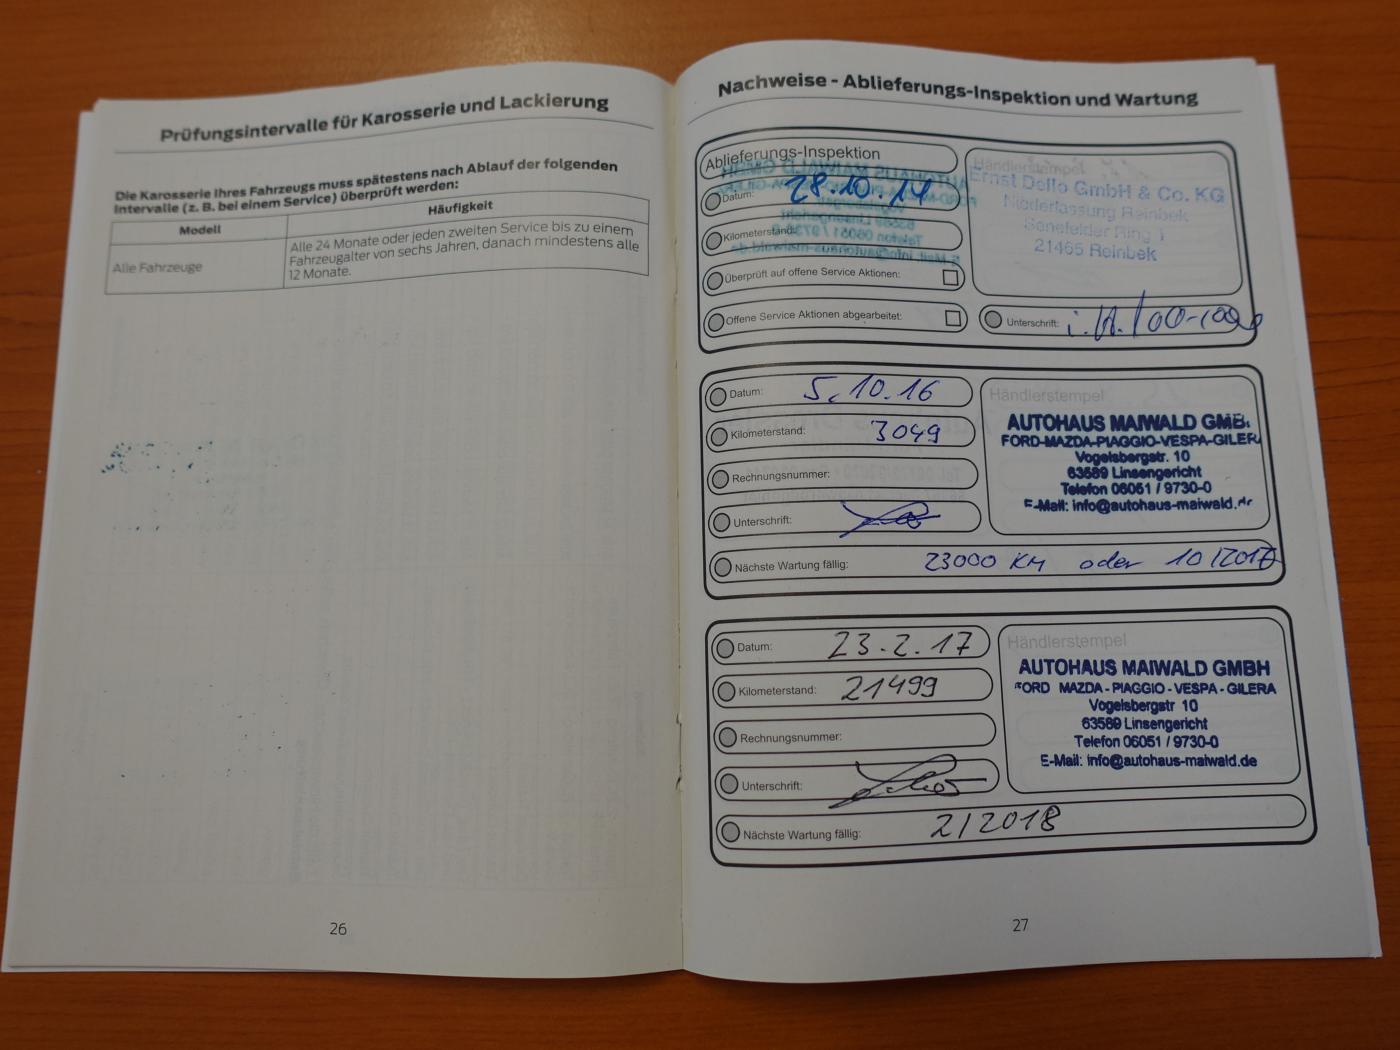 Prüfungsintervalle für Karosserie und Lackierung
Die Karosserie Ihres Fahrzeugs muss spätestens nach Ablauf der folgenden
Intervalle (z. B. bei einem Service) überprüft werden:
Modell Häufigkeit
Alle Fahrzeuge
Alle 24 Monate oder jeden zweiten Service bis zu einem
Fahrzeugalter von sechs Jahren, danach mindestens alle
12 Monate.
26
Nachweise - Ablieferungs-Inspektion und Wartung
Ablieferungs-Inspektion
Datum: 28.10.14
Kilometerstand:
Überprüft auf offene Service Aktionen:
Offene Service Aktionen abgearbeitet:
Händlerstempel
Ernst Dello GmbH & Co. KG
Niederlassung Reinbek
Senefelder Ring 1
21465 Reinbek
Unterschrift: i.A.
Datum: 5.10.16
Kilometerstand: 3049
Rechnungsnummer:
Unterschrift:
Händlerstempel
AUTOHAUS MAIWALD GMB
FORD-MAZDA-PIAGGIO-VESPA-GILERA
Vogelsbergstr. 10
63589 Linsengericht
Telefon 06051 / 9730-0
E-Mail: info@autohaus-maiwald.de
Nächste Wartung fällig: 23000 KM oder 10/2017
Datum: 23.2.17
Kilometerstand: 21499
Rechnungsnummer:
Unterschrift:
Händlerstempel
AUTOHAUS MAIWALD GMBH
FORD MAZDA - PIAGGIO - VESPA - GILERA
Vogelsbergstr 10
63589 Linsengericht
Telefon 06051 / 9730-0
E-Mail: info@autohaus-maiwald.de
Nächste Wartung fällig: 2/2018
27